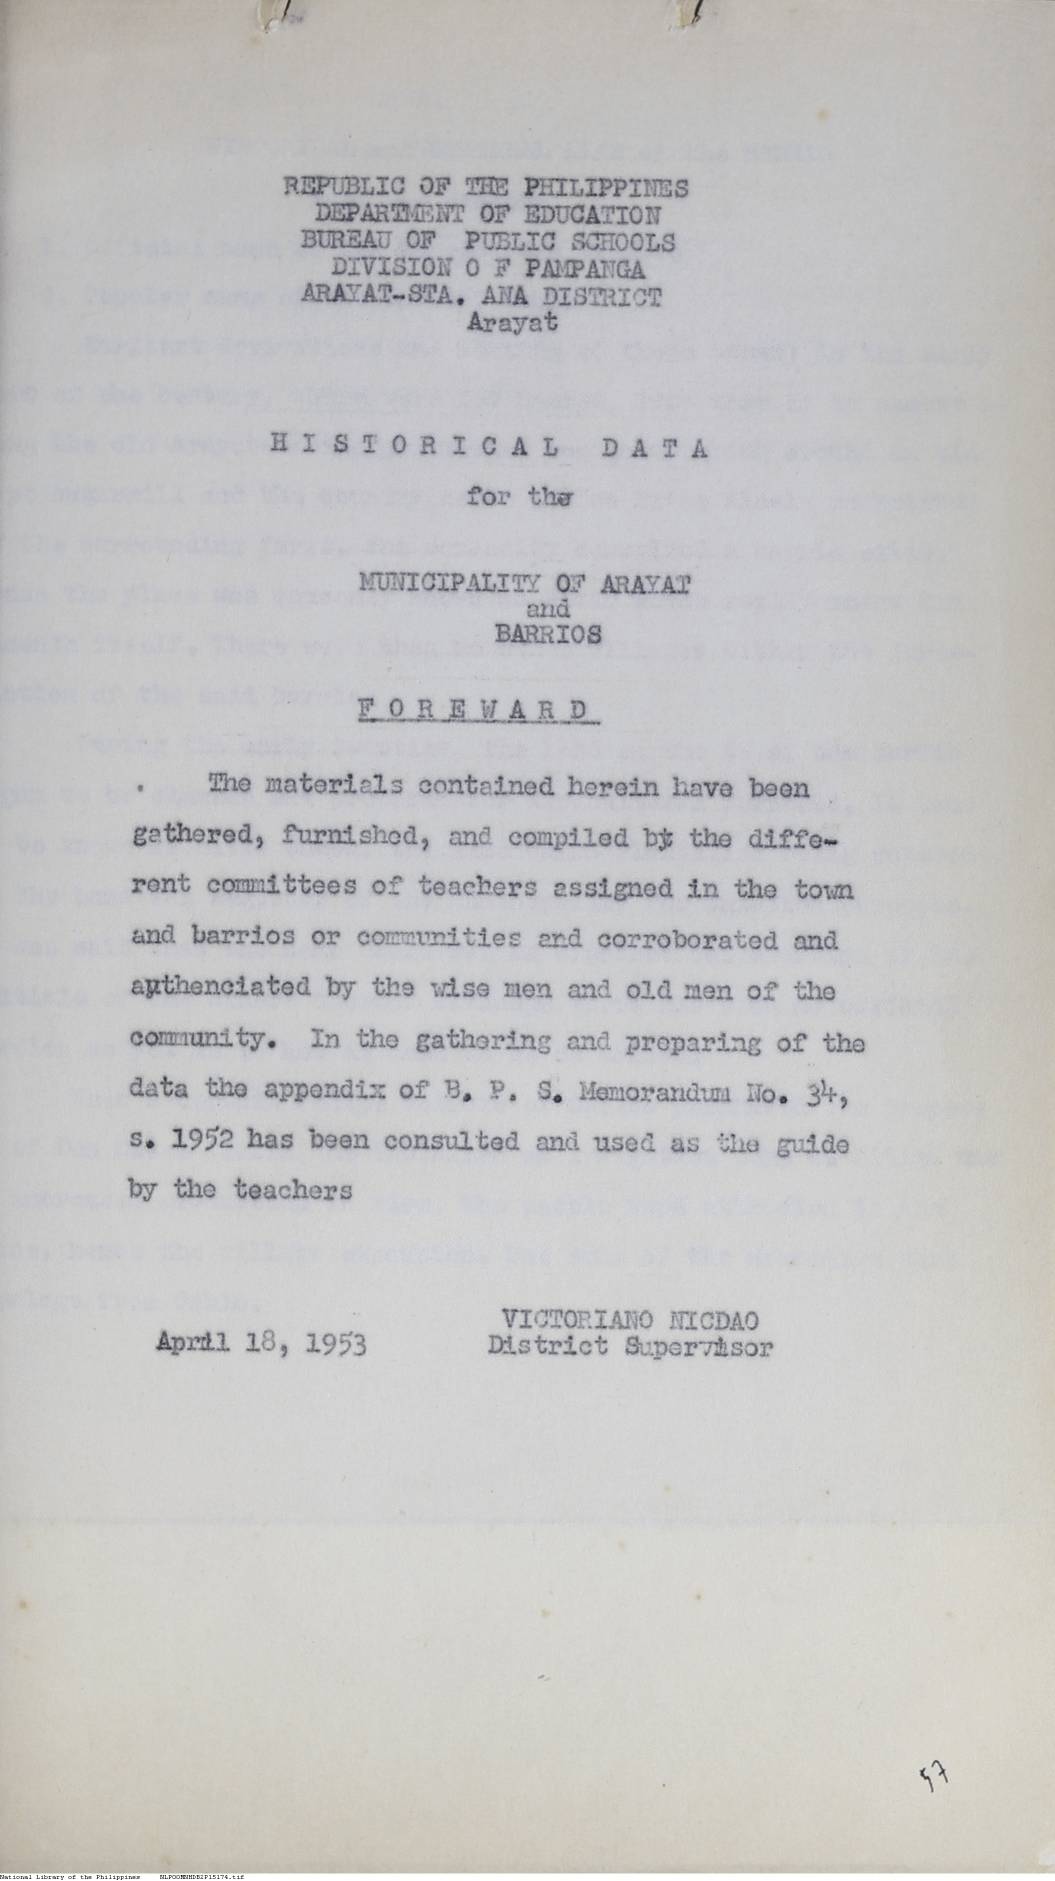 REPUBLIC OF THE PHILIPPINES
DEPARTMENT OF EDUCATION
BUREAU OF PUBLIC SCHOOLS
DIVISION O F PAMPANGA
ARAYAT-STA. ANA DISTRICT
Arayat
H I S T O R I C A L D A T A
for the
MUNICIPALITY OF ARAYAT
and
BARRIOS
F O R E W A R D
The materials contained herein have been
gathered, furnished, and compiled by the diffe-
rent committees of teachers assigned in the town
and barrios or communities and corroborated and
authenciated by the wise men and old men of the
community. In the gathering and preparing of the
data the appendix of B. P. S. Memorandum No. 34,
s. 1952 has been consulted and used as the guide
by the teachers
VICTORIANO NICDAO
April 18, 1953 District Supervisor
57
National Library of the Philippines NLPOOMNHDB2P15174.tif